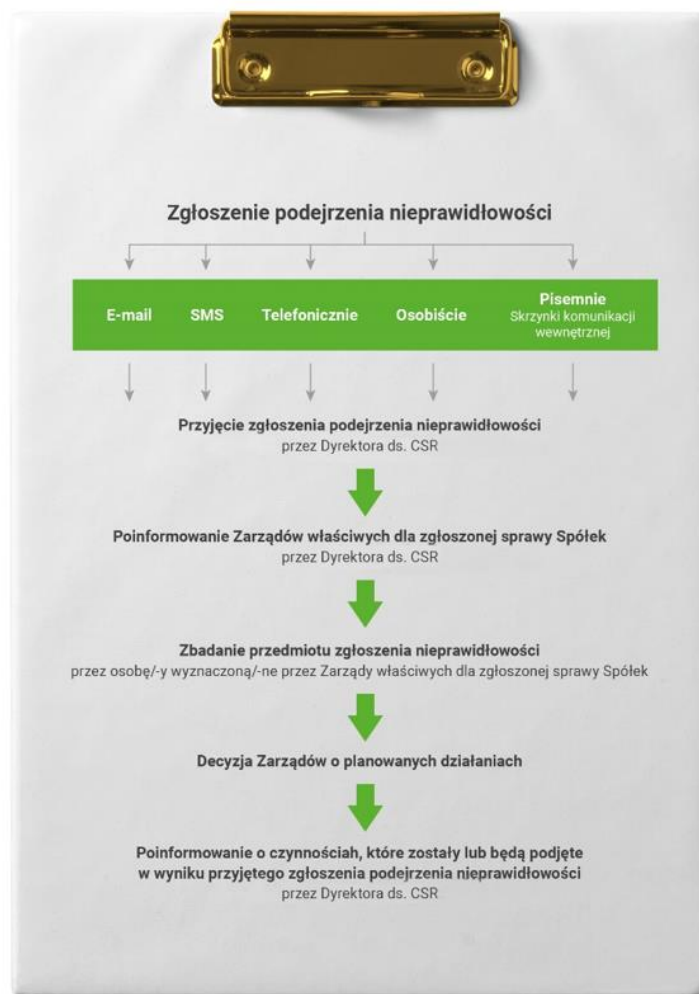 Zgłoszenie podejrzenia nieprawidłowości
E-mail
SMS
Telefonicznie
Osobiście
Pisemnie
Skrzynki komunikacji
wewnętrznej
Przyjęcie zgłoszenia podejrzenia nieprawidłowości
przez Dyrektora ds. CSR
Poinformowanie Zarządów właściwych dla zgłoszonej sprawy Spółek
przez Dyrektora ds. CSR
Zbadanie przedmiotu zgłoszenia nieprawidłowości
przez osobę/-y wyznaczoną/-ne przez Zarządy właściwych dla zgłoszonej sprawy Spółek
Decyzja Zarządów o planowanych działaniach
Poinformowanie o czynnościah, które zostały lub będą podjęte
w wyniku przyjętego zgłoszenia podejrzenia nieprawidłowości
przez Dyrektora ds. CSR